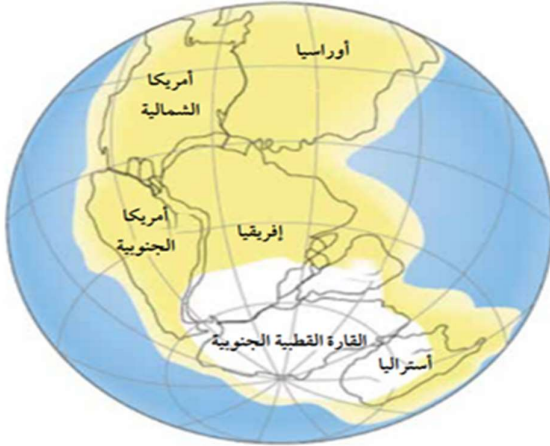 أوراسيا
أمريكا
الشمالية
أمريكا
الجنوبية
إفريقيا
القارة القطبية الجنوبية
أستراليا